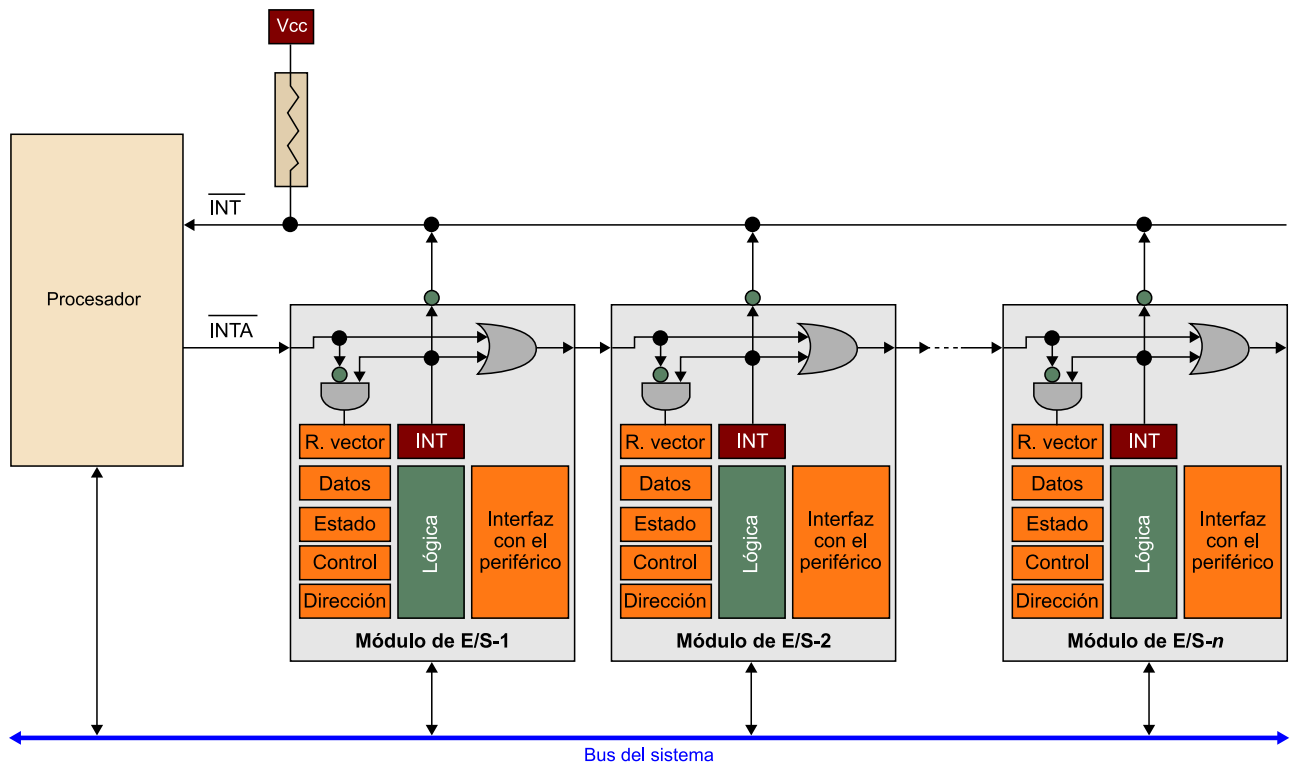 Vcc
INT
Procesador
INTA
R. vector
INT
Datos
Estado
Control
Dirección
Lógica
Interfaz
con el
periférico
Módulo de E/S-1
R. vector
INT
Datos
Estado
Control
Dirección
Lógica
Interfaz
con el
periférico
Módulo de E/S-2
R. vector
INT
Datos
Estado
Control
Dirección
Lógica
Interfaz
con el
periférico
Módulo de E/S-n
Bus del sistema